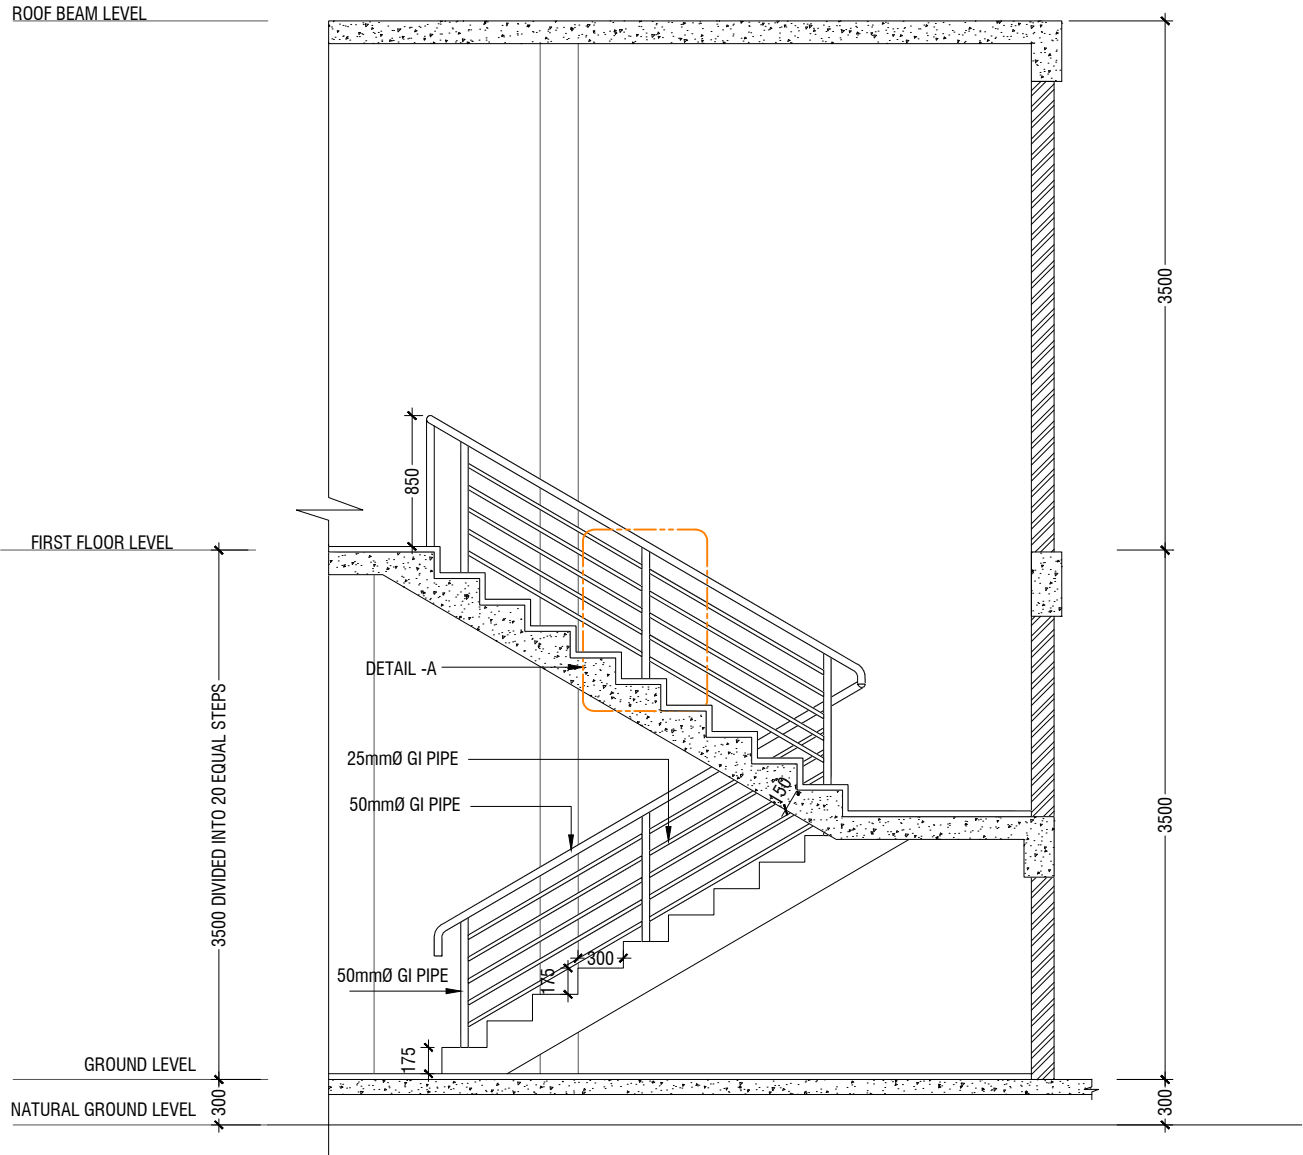 ROOF BEAM LEVEL
3500
850
FIRST FLOOR LEVEL
DETAIL -A
3500 DIVIDED INTO 20 EQUAL STEPS
25mmØ GI PIPE
150
50mmØ GI PIPE
3500
300
50mmØ GI PIPE
175
175
GROUND LEVEL
300
300
NATURAL GROUND LEVEL